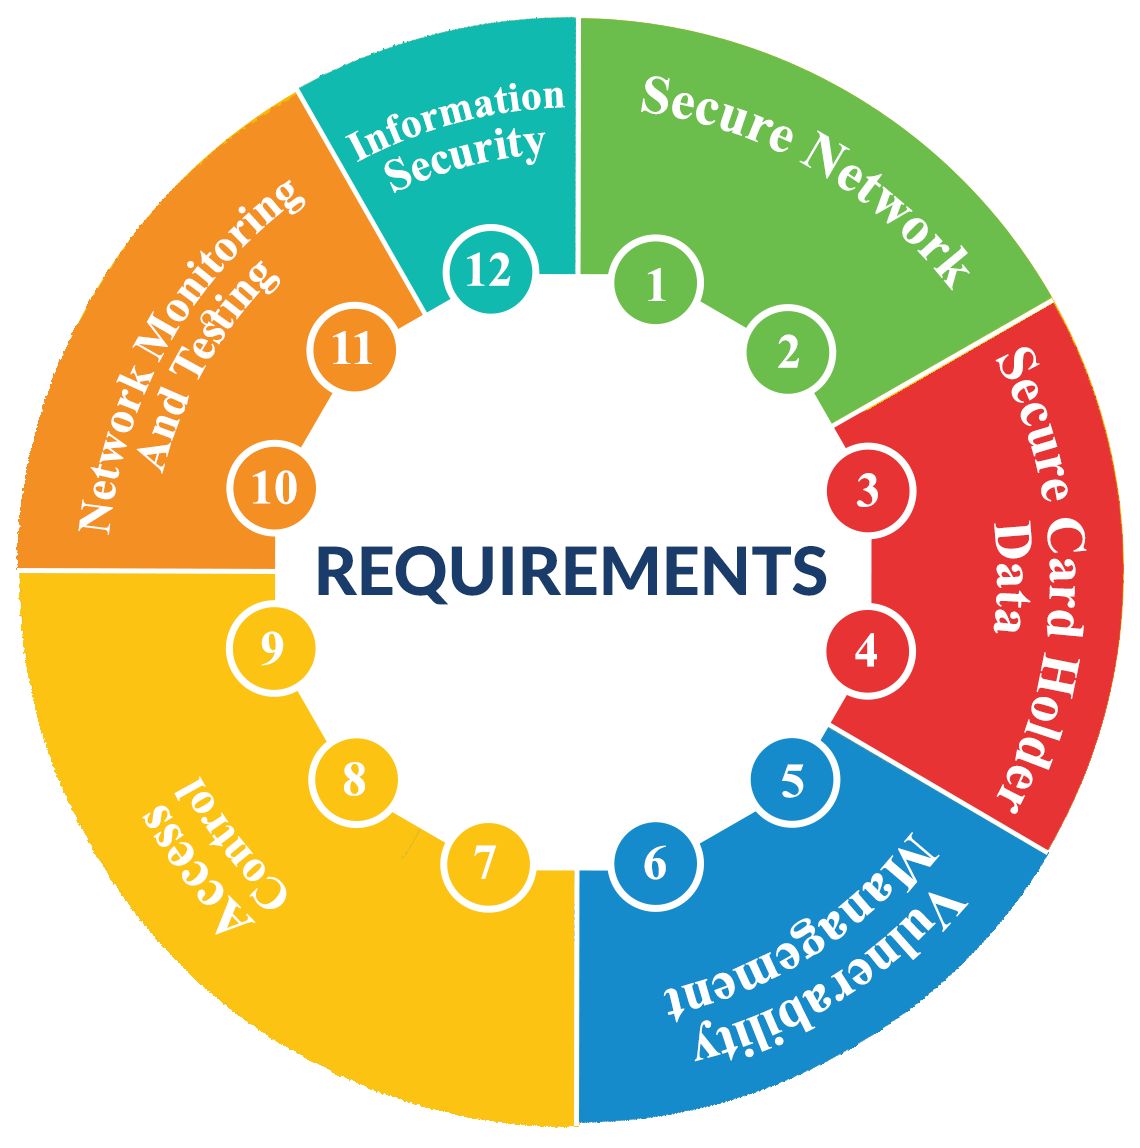 Secure Network
1
2
Secure Card Holder
Data
3
4
Vulnerability
Management
5
6
Access
Control
7
8
9
Network Monitoring
And Testing
10
11
Information
Security
12
REQUIREMENTS